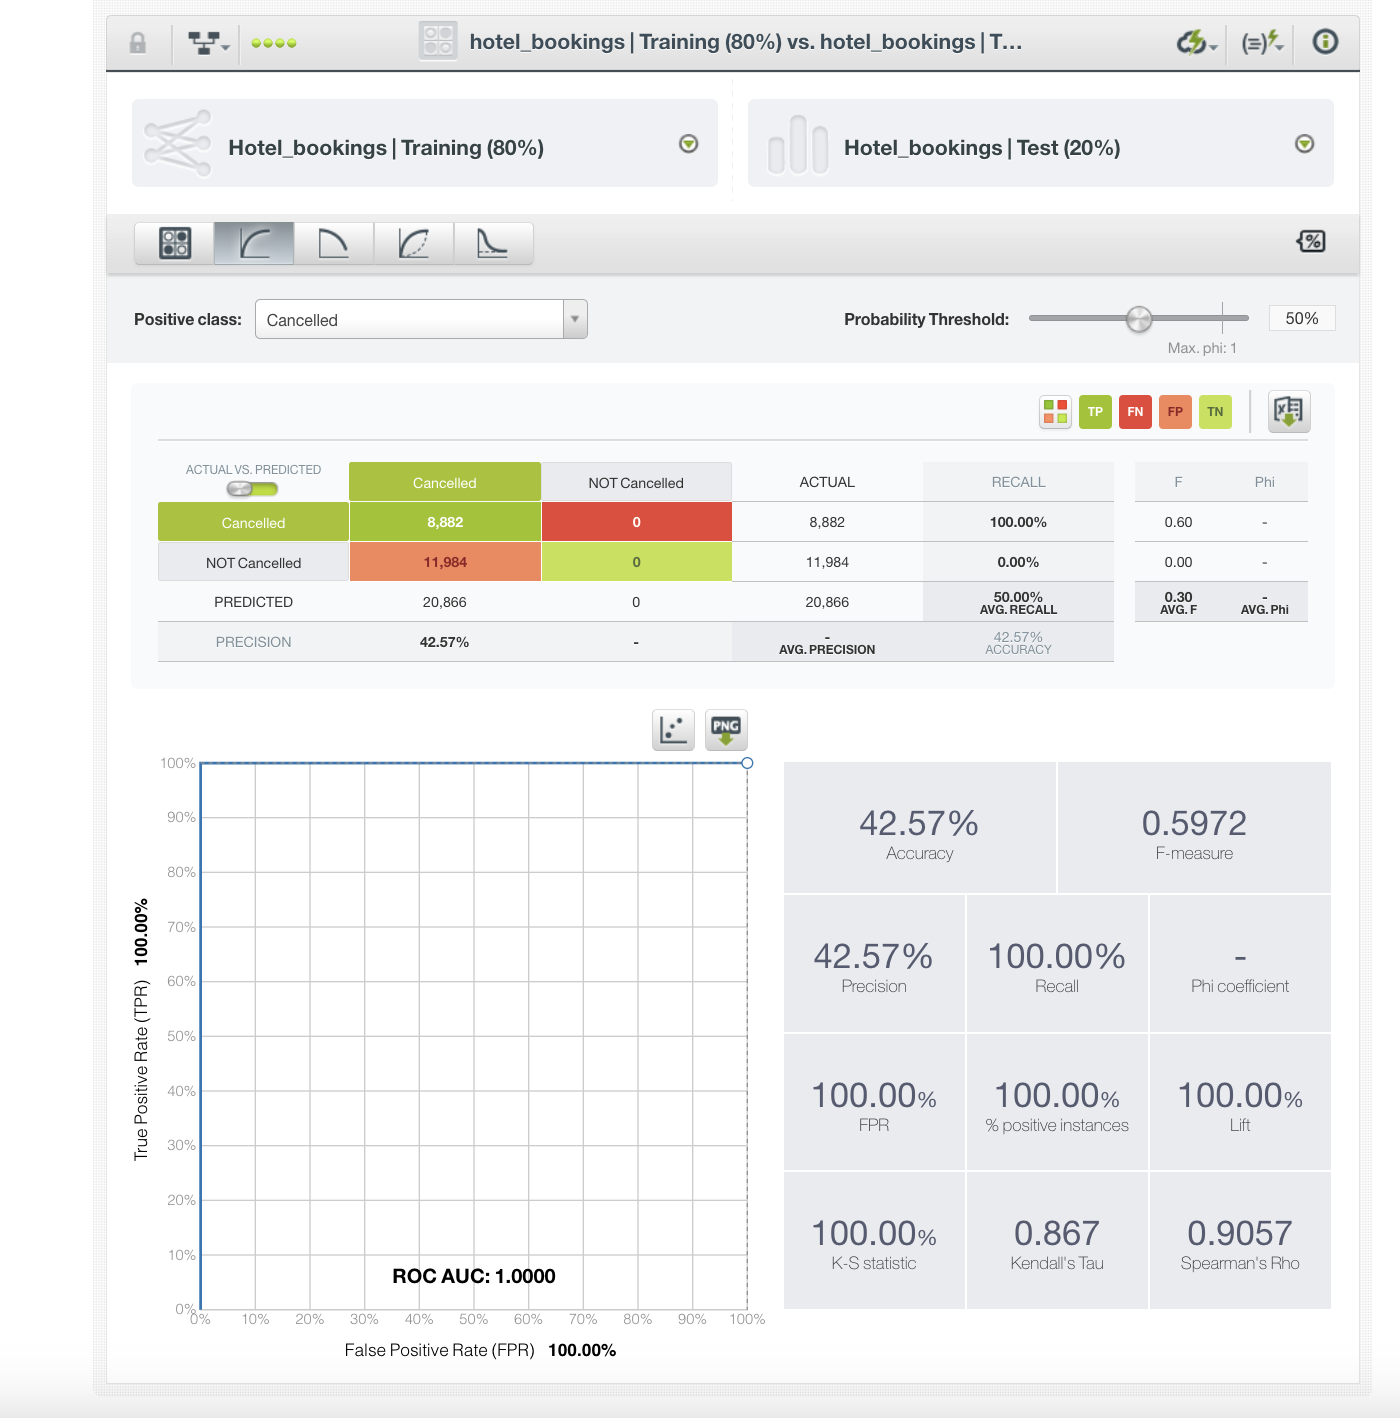 hotel_bookings | Training (80%) vs. hotel_bookings | T...
Hotel_bookings | Training (80%)
Hotel_bookings | Test (20%)
Positive class:
Cancelled
Probability Threshold:
50%
Max. phi: 1
TP FN FP TN
ACTUAL VS. PREDICTED Cancelled NOT Cancelled ACTUAL RECALL F Phi
Cancelled 8,882 0 8,882 100.00% 0.60 -
NOT Cancelled 11,984 0 11,984 0.00% 0.00 -
PREDICTED 20,866 0 20,866 50.00% 0.30 -
AVG. RECALL AVG. F AVG. Phi
PRECISION 42.57% - - 42.57%
AVG. PRECISION ACCURACY
PNG
100%
90%
80%
70%
60%
50%
40%
30%
20%
10%
0%
True Positive Rate (TPR) 100.00%
ROC AUC: 1.0000
0% 10% 20% 30% 40% 50% 60% 70% 80% 90% 100%
False Positive Rate (FPR) 100.00%
42.57% 0.5972
Accuracy F-measure
42.57% 100.00% -
Precision Recall Phi coefficient
100.00% 100.00% 100.00%
FPR % positive instances Lift
100.00% 0.867 0.9057
K-S statistic Kendall's Tau Spearman's Rho